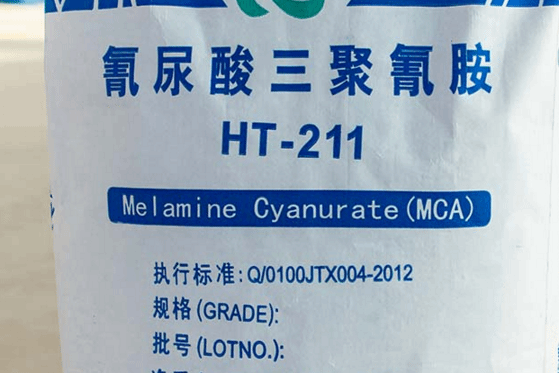 氰尿酸三聚氰胺
HT-211
Melamine Cyanurate(MCA)
执行标准:Q/0100JTX004-2012
规格(GRADE):
批号(LOTNO.):